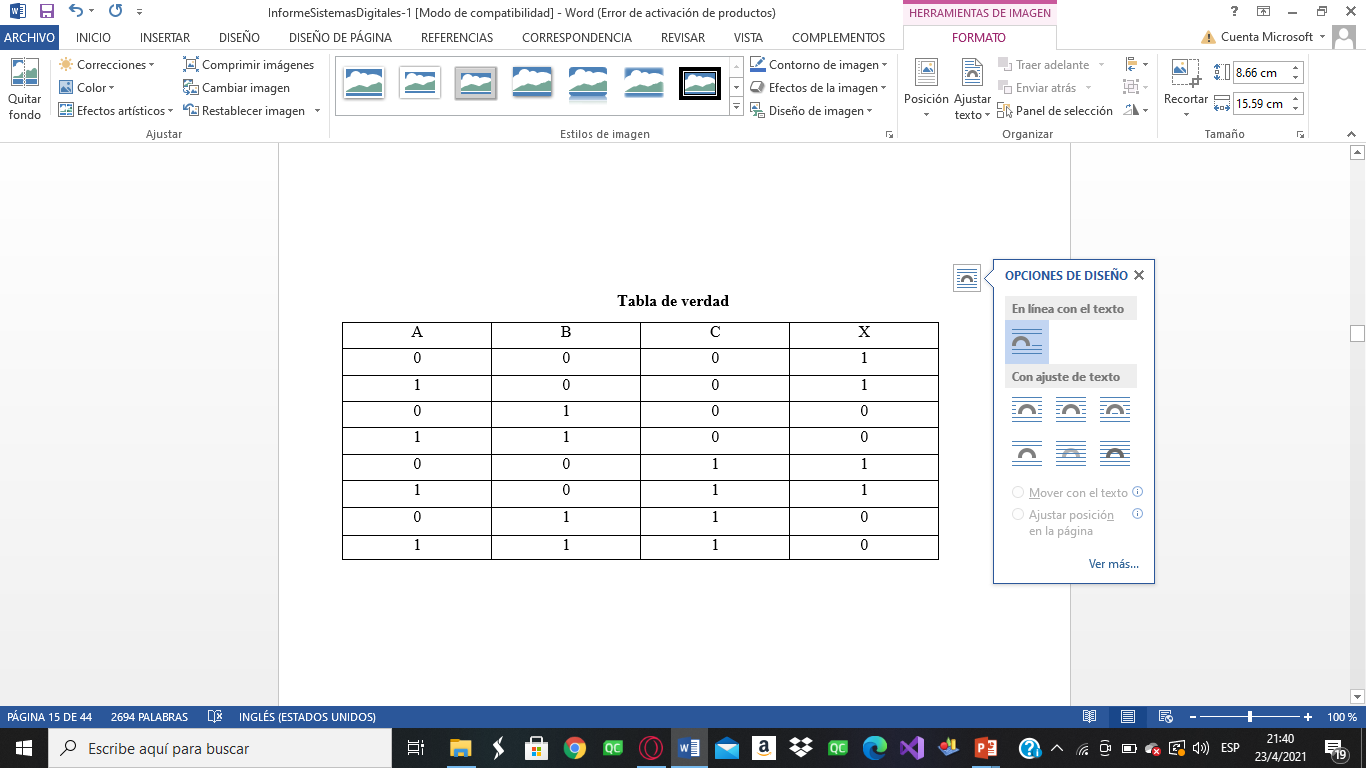 InformeSistemasDigitales-1 [Modo de compatibilidad] - Word (Error de activación de productos)
HERRAMIENTAS DE IMAGEN
ARCHIVO INICIO INSERTAR DISEÑO DISEÑO DE PÁGINA REFERENCIAS CORRESPONDENCIA REVISAR VISTA COMPLEMENTOS FORMATO Cuenta Microsoft
Quitar fondo
Correcciones
Color
Efectos artísticos
Comprimir imágenes
Cambiar imagen
Restablecer imagen
Ajustar
Estilos de imagen
Contorno de imagen
Efectos de la imagen
Diseño de imagen
Posición
Ajustar texto
Traer adelante
Enviar atrás
Panel de selección
Organizar
Recortar
8.66 cm
15.59 cm
Tamaño
Tabla de verdad
A B C X
0 0 0 1
1 0 0 1
0 1 0 0
1 1 0 0
0 0 1 1
1 0 1 1
0 1 1 0
1 1 1 0
OPCIONES DE DISEÑO
En línea con el texto
Con ajuste de texto
Mover con el texto
Ajustar posición
en la página
Ver más...
PÁGINA 15 DE 44 2694 PALABRAS INGLÉS (ESTADOS UNIDOS) 100 %
Escribe aquí para buscar
QC
W
a
QC
P
ESP
21:40
23/4/2021
19